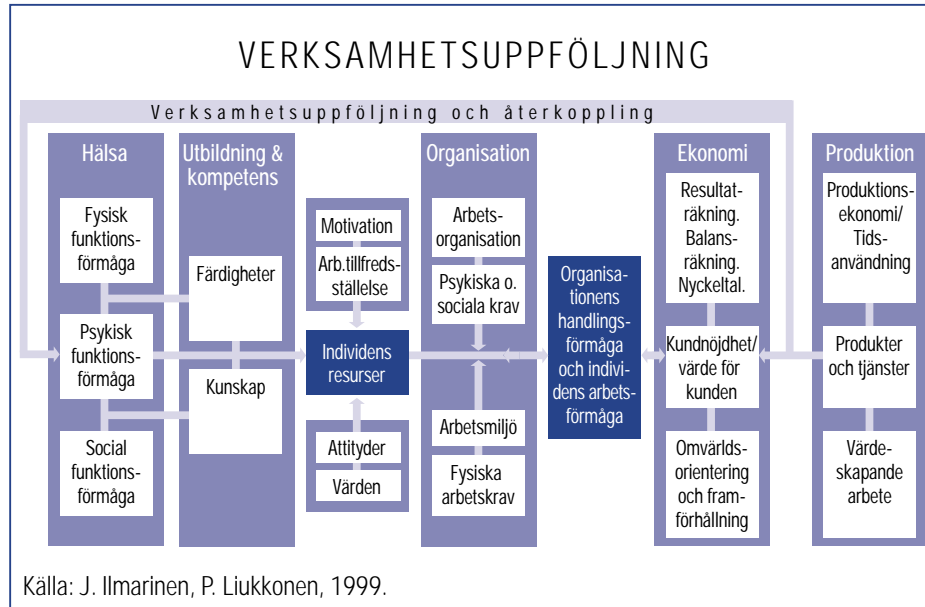 VERKSAMHETSUPPFÖLJNING
Verksamhetsuppföljning och återkoppling
Hälsa
Fysisk
funktions-
förmåga
Psykisk
funktions-
förmåga
Social
funktions-
förmåga
Utbildning &
kompetens
Färdigheter
Kunskap
Motivation
Arb.tillfreds-
ställelse
Individens
resurser
Attityder
Värden
Organisation
Arbets-
organisation
Psykiska o.
sociala krav
Arbetsmiljö
Fysiska
arbetskrav
Organisa-
tionens
handlings-
förmåga
och indivi-
dens arbets-
förmåga
Ekonomi
Resultat-
räkning.
Balans-
räkning.
Nyckeltal.
Kundnöjdhet/
värde för
kunden
Omvärlds-
orientering
och fram-
förhållning
Produktion
Produktions-
ekonomi/
Tids-
användning
Produkter
och tjänster
Värde-
skapande
arbete
Källa: J. Ilmarinen, P. Liukkonen, 1999.